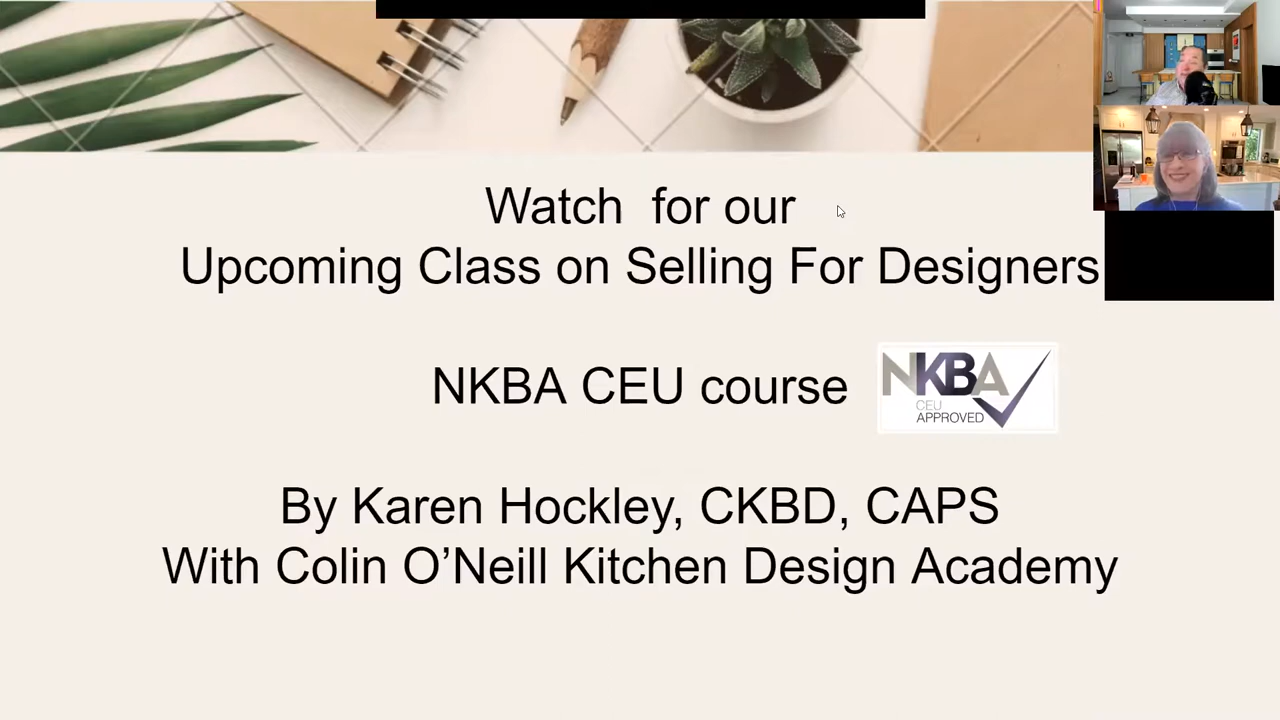 Watch  for our
Upcoming Class on Selling For Designers
NKBA CEU course
NKBA
CEU
APPROVED
By Karen Hockley, CKBD, CAPS
With Colin O’Neill Kitchen Design Academy